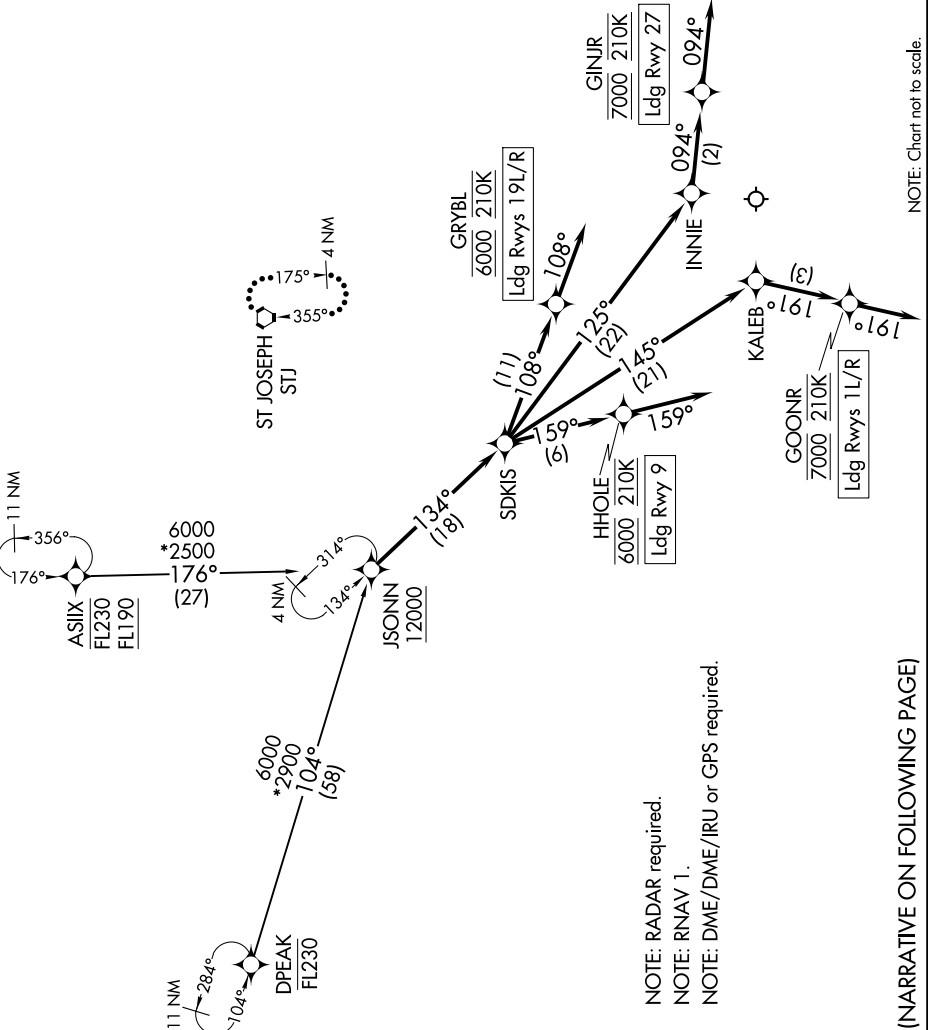 11 NM
356°
176°
ASIIX
FL230
FL190
6000
*2500
176°
(27)
ST JOSEPH
STJ
175°
355°
4 NM
11 NM
284°
104°
DPEAK
FL230
6000
*2900
104°
(58)
4 NM
314°
134°
JSONN
12000
134°
(18)
SDKIS
GRYBL
6000 210K
Ldg Rwys 19L/R
(11)
108°
108°
GINJR
7000 210K
Ldg Rwy 27
094°
(2)
094°
INNIE
125°
(22)
145°
(21)
KALEB
(3)
191°
191°
GOONR
7000 210K
Ldg Rwys 1L/R
159°
(6)
159°
HHOLE
6000 210K
Ldg Rwy 9
NOTE: RADAR required.
NOTE: RNAV 1.
NOTE: DME/DME/IRU or GPS required.
(NARRATIVE ON FOLLOWING PAGE)
NOTE: Chart not to scale.